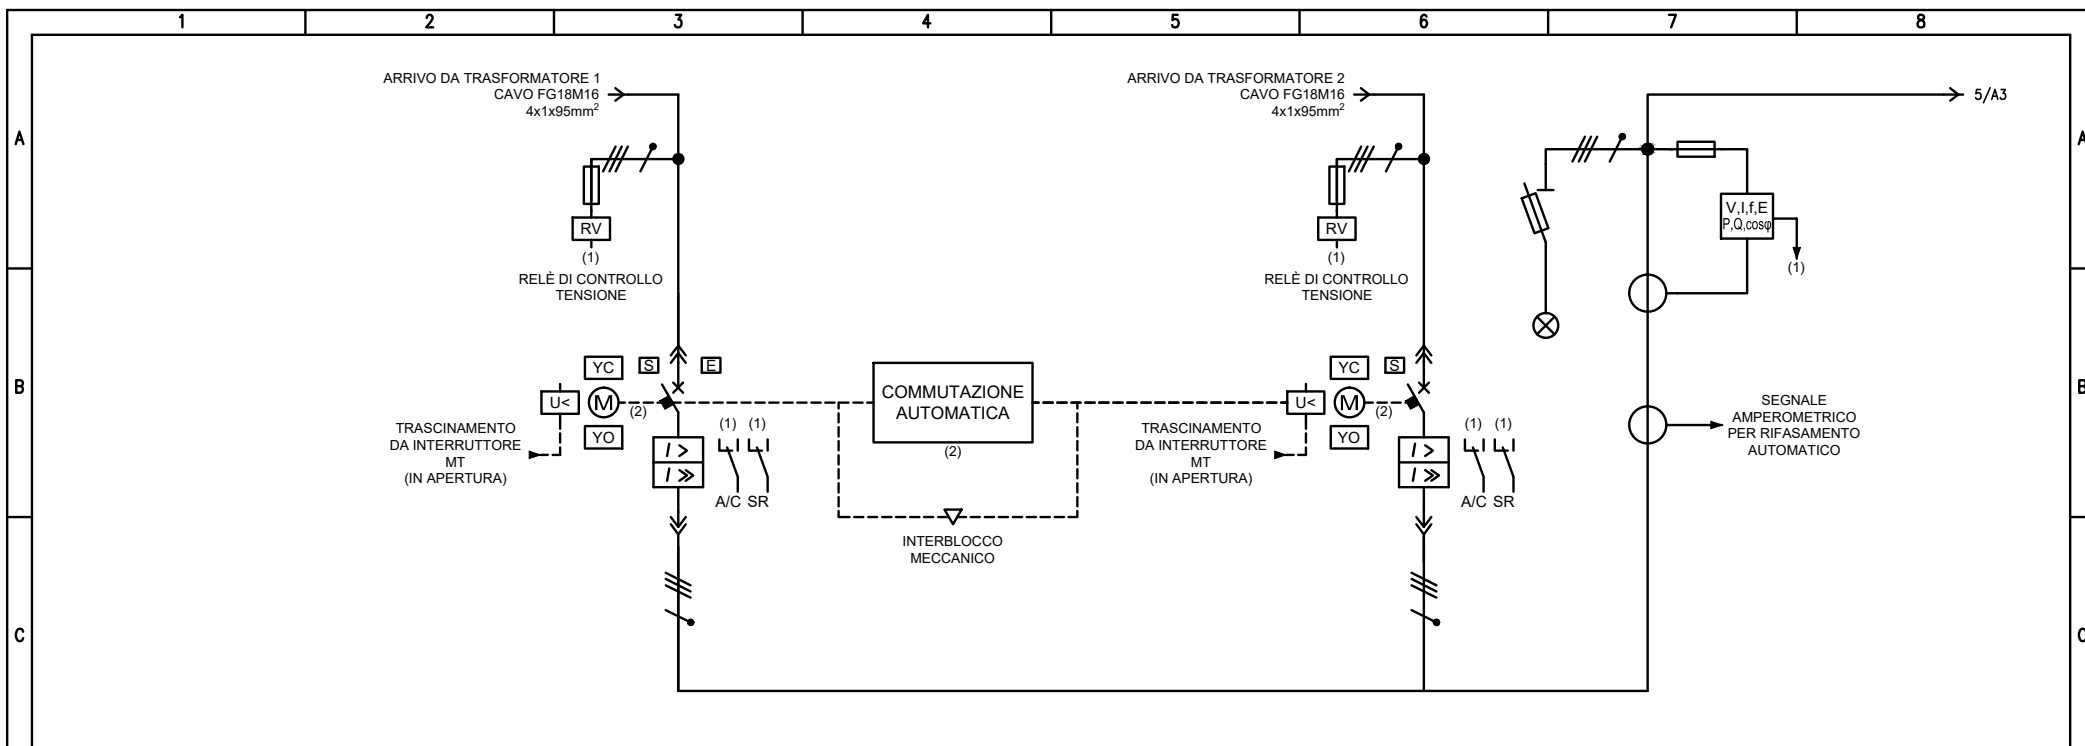 1 2 3 4 5 6 7 8
A
A
B
B
C
C
ARRIVO DA TRASFORMATORE 1
CAVO FG18M16
4x1x95mm²
RV
(1)
RELÈ DI CONTROLLO
TENSIONE
ARRIVO DA TRASFORMATORE 2
CAVO FG18M16
4x1x95mm²
RV
(1)
RELÈ DI CONTROLLO
TENSIONE
5/A3
V,I,f,E
P,Q,cosφ
(1)
YC
S
E
U<
M
(2)
YO
TRASCINAMENTO
DA INTERRUTTORE
MT
(IN APERTURA)
I >
I >>
(1) (1)
A/C SR
COMMUTAZIONE
AUTOMATICA
(2)
INTERBLOCCO
MECCANICO
YC
S
U<
M
(2)
YO
TRASCINAMENTO
DA INTERRUTTORE
MT
(IN APERTURA)
I >
I >>
(1) (1)
A/C SR
SEGNALE
AMPEROMETRICO
PER RIFASAMENTO
AUTOMATICO